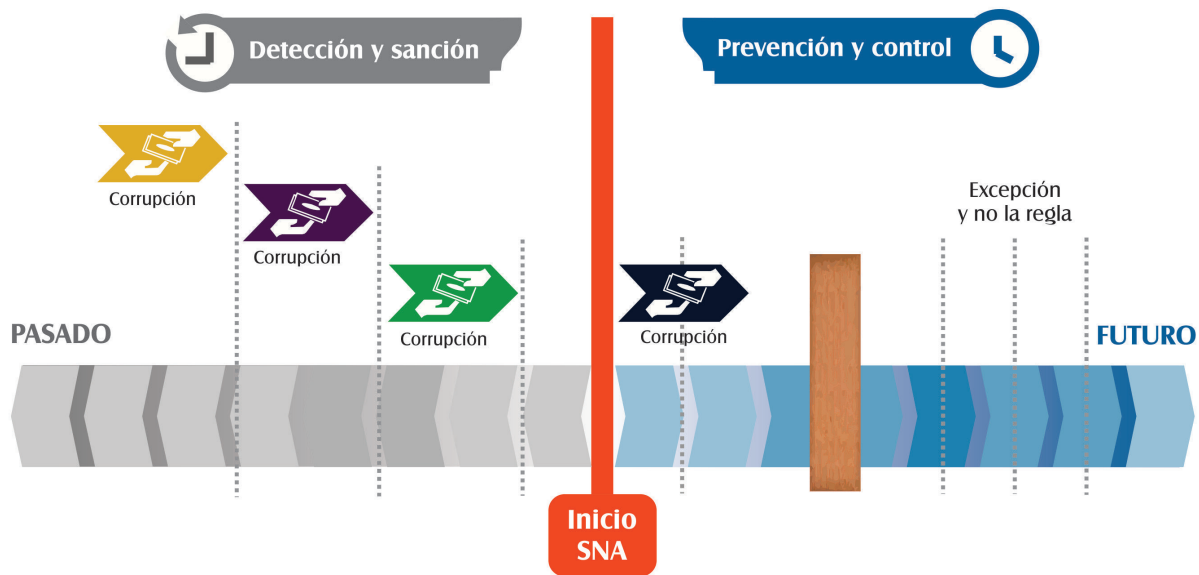 Detección y sanción
Prevención y control
Corrupción
Corrupción
Corrupción
Corrupción
Excepción
y no la regla
PASADO
FUTURO
Inicio
SNA